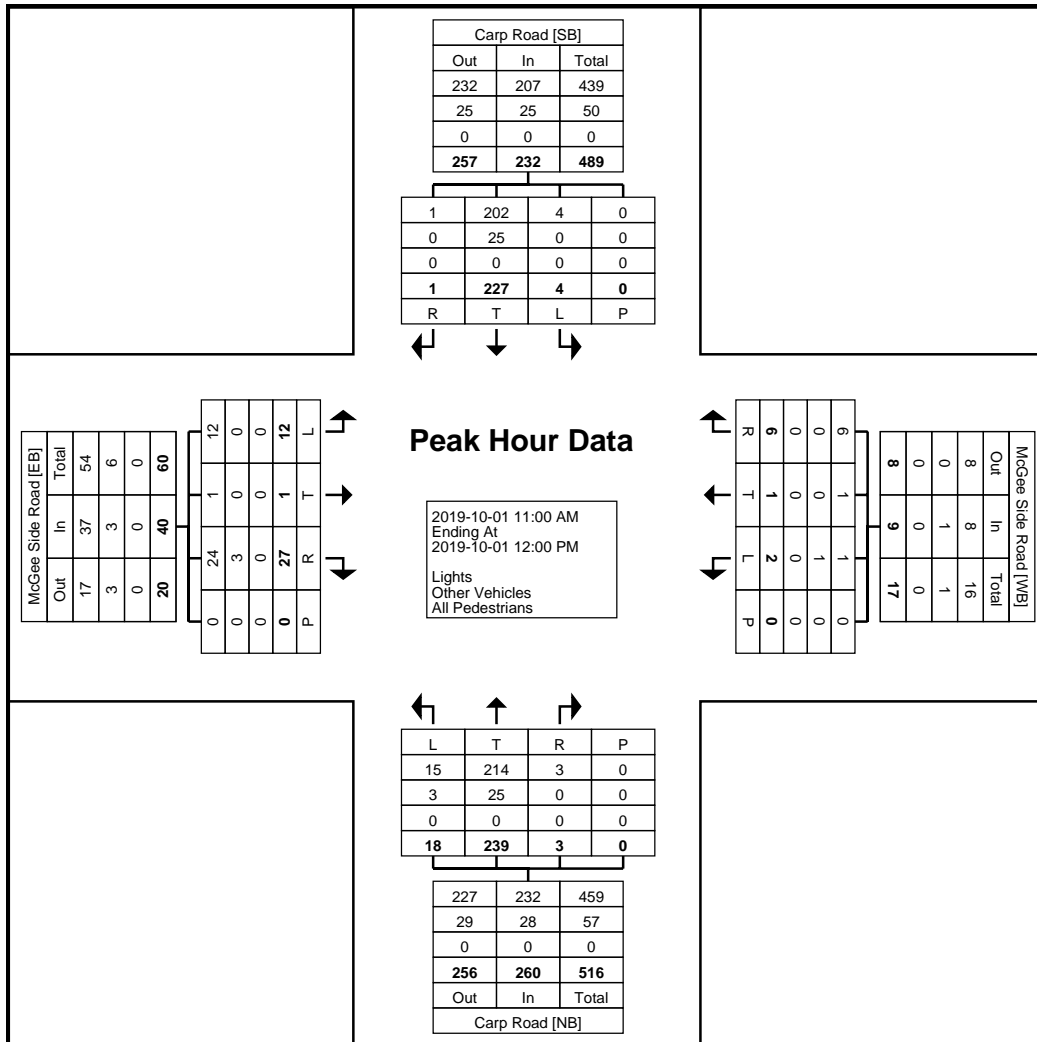 Carp Road [SB]
Out In Total
232 207 439
25 25 50
0 0 0
257 232 489
1 202 4 0
0 25 0 0
0 0 0 0
1 227 4 0
R T L P
McGee Side Road [EB]
Out In Total
17 37 54
3 3 6
0 0 0
20 40 60
12 1 24 0
0 0 3 0
0 0 0 0
12 1 27 0
L T R P
Peak Hour Data
2019-10-01 11:00 AM
Ending At
2019-10-01 12:00 PM
Lights
Other Vehicles
All Pedestrians
R T L P
6 1 2 0
0 0 0 0
0 0 1 0
6 1 1 0
McGee Side Road [WB]
Out In Total
8 8 16
0 1 1
0 0 0
8 9 17
L T R P
15 214 3 0
3 25 0 0
0 0 0 0
18 239 3 0
227 232 459
29 28 57
0 0 0
256 260 516
Out In Total
Carp Road [NB]